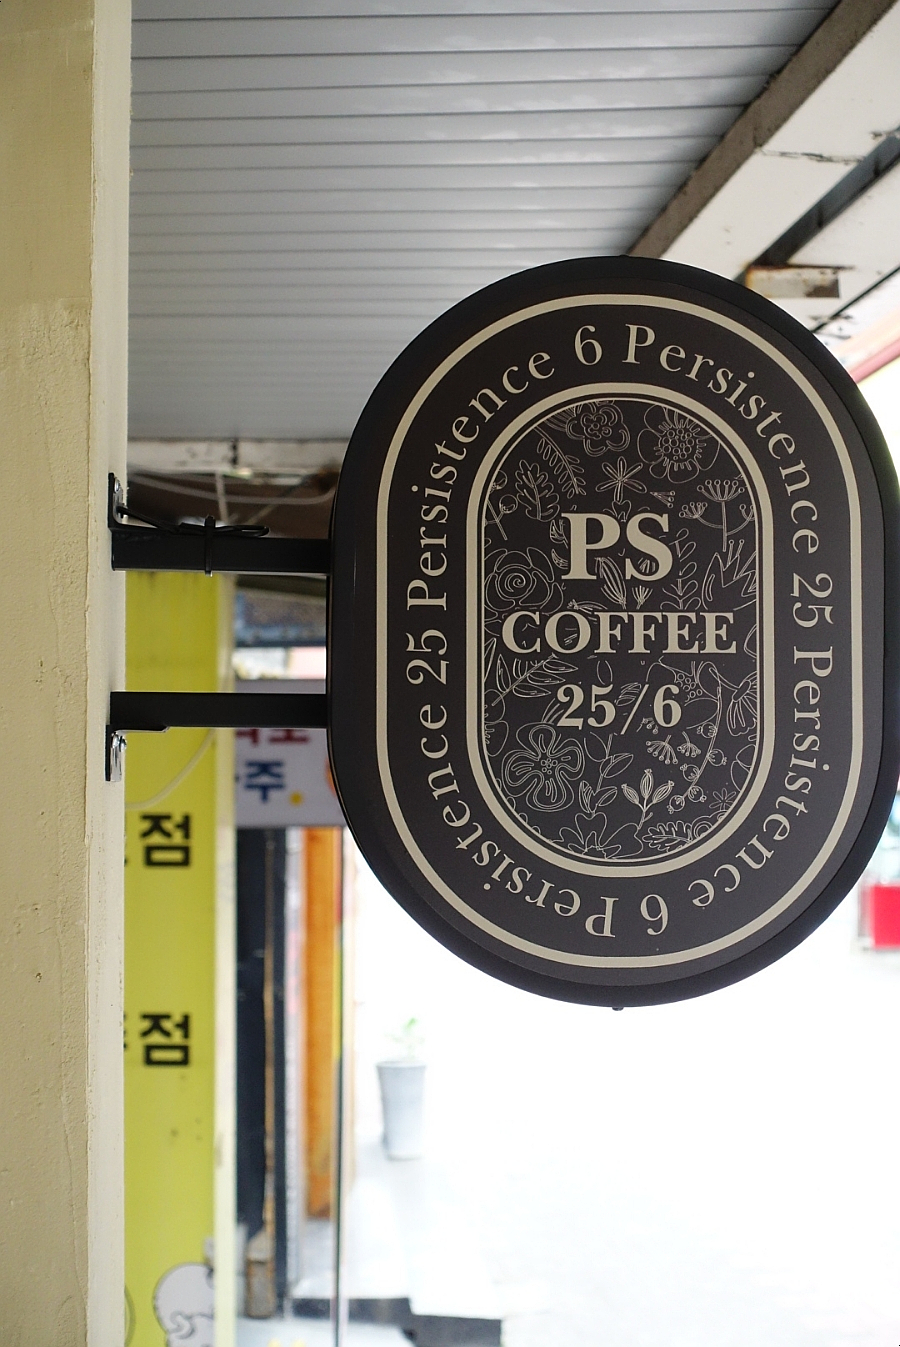 6 Persistence 25 Persistence 6 Persistence 25 Persistence
PS
COFFEE
25/6
주.
점
점